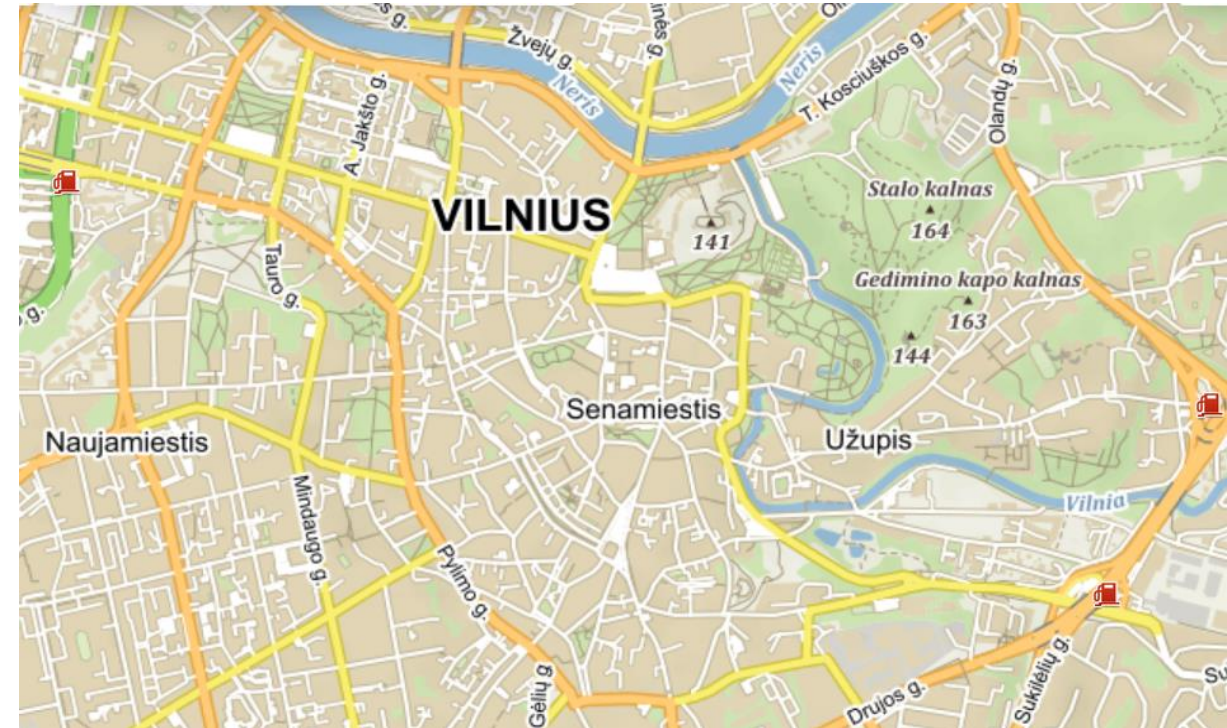 Žvejų g.
Neris
Neris
T. Kosciuškos g.
Olandų g.
A. Jakšto g.
VILNIUS
141
Stalo kalnas
164
Gedimino kapo kalnas
163
144
Tauro g.
g.
Senamiestis
Naujamiestis
Užupis
Vilnia
Mindaugo g.
Pylimo g.
Gėlių g
Drujos g.
Sukilėlių g.